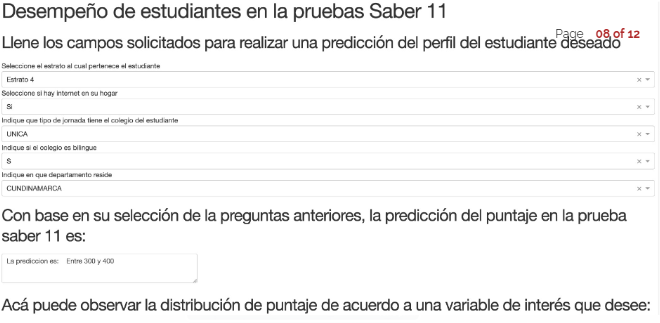 Desempeño de estudiantes en la pruebas Saber 11
Page 08 of 12
Llene los campos solicitados para realizar una predicción del perfil del estudiante deseado
Seleccione el estrato al cual pertenece el estudiante
Estrato 4
Seleccione si hay internet en su hogar
Si
Indique que tipo de jornada tiene el colegio del estudiante
UNICA
Indique si el colegio es bilingue
S
Indique en que departamento reside
CUNDINAMARCA
Con base en su selección de la preguntas anteriores, la predicción del puntaje en la prueba
saber 11 es:
La prediccion es: Entre 300 y 400
Acá puede observar la distribución de puntaje de acuerdo a una variable de interés que desee: